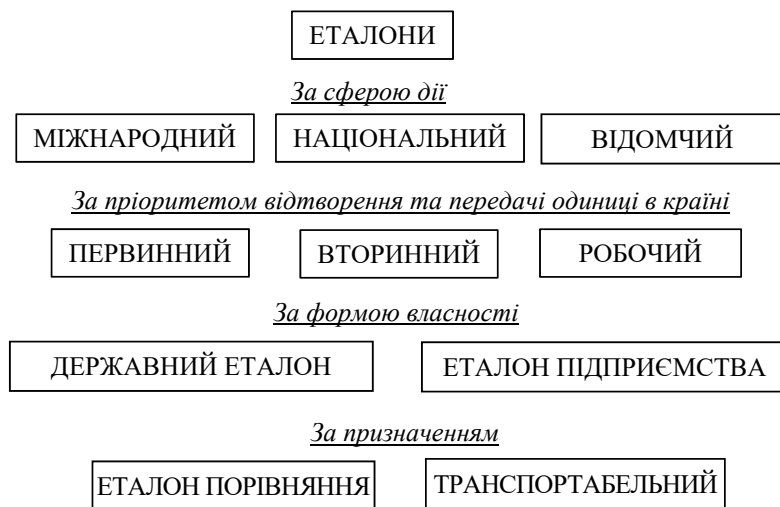 ЕТАЛОНИ
За сферою дії
МІЖНАРОДНИЙ НАЦІОНАЛЬНИЙ ВІДОМЧИЙ
За пріоритетом відтворення та передачі одиниці в країні
ПЕРВИННИЙ ВТОРИННИЙ РОБОЧИЙ
За формою власності
ДЕРЖАВНИЙ ЕТАЛОН ЕТАЛОН ПІДПРИЄМСТВА
За призначенням
ЕТАЛОН ПОРІВНЯННЯ ТРАНСПОРТАБЕЛЬНИЙ